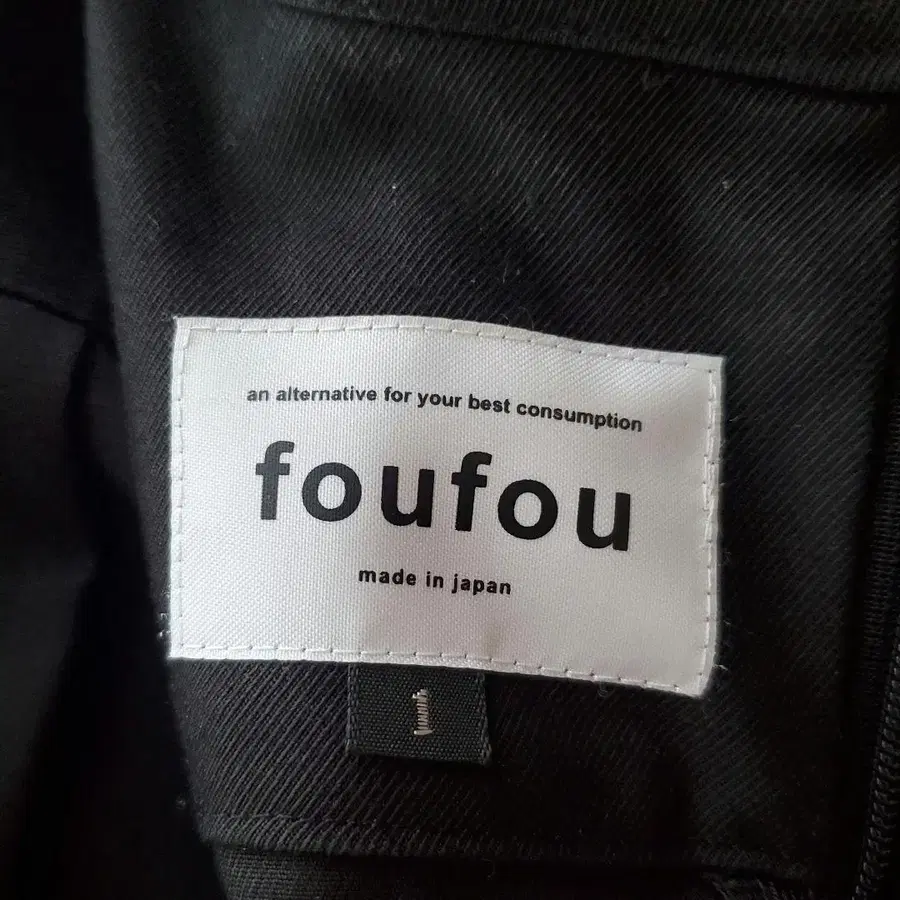 an alternative for your best consumption
foufou
made in japan
1